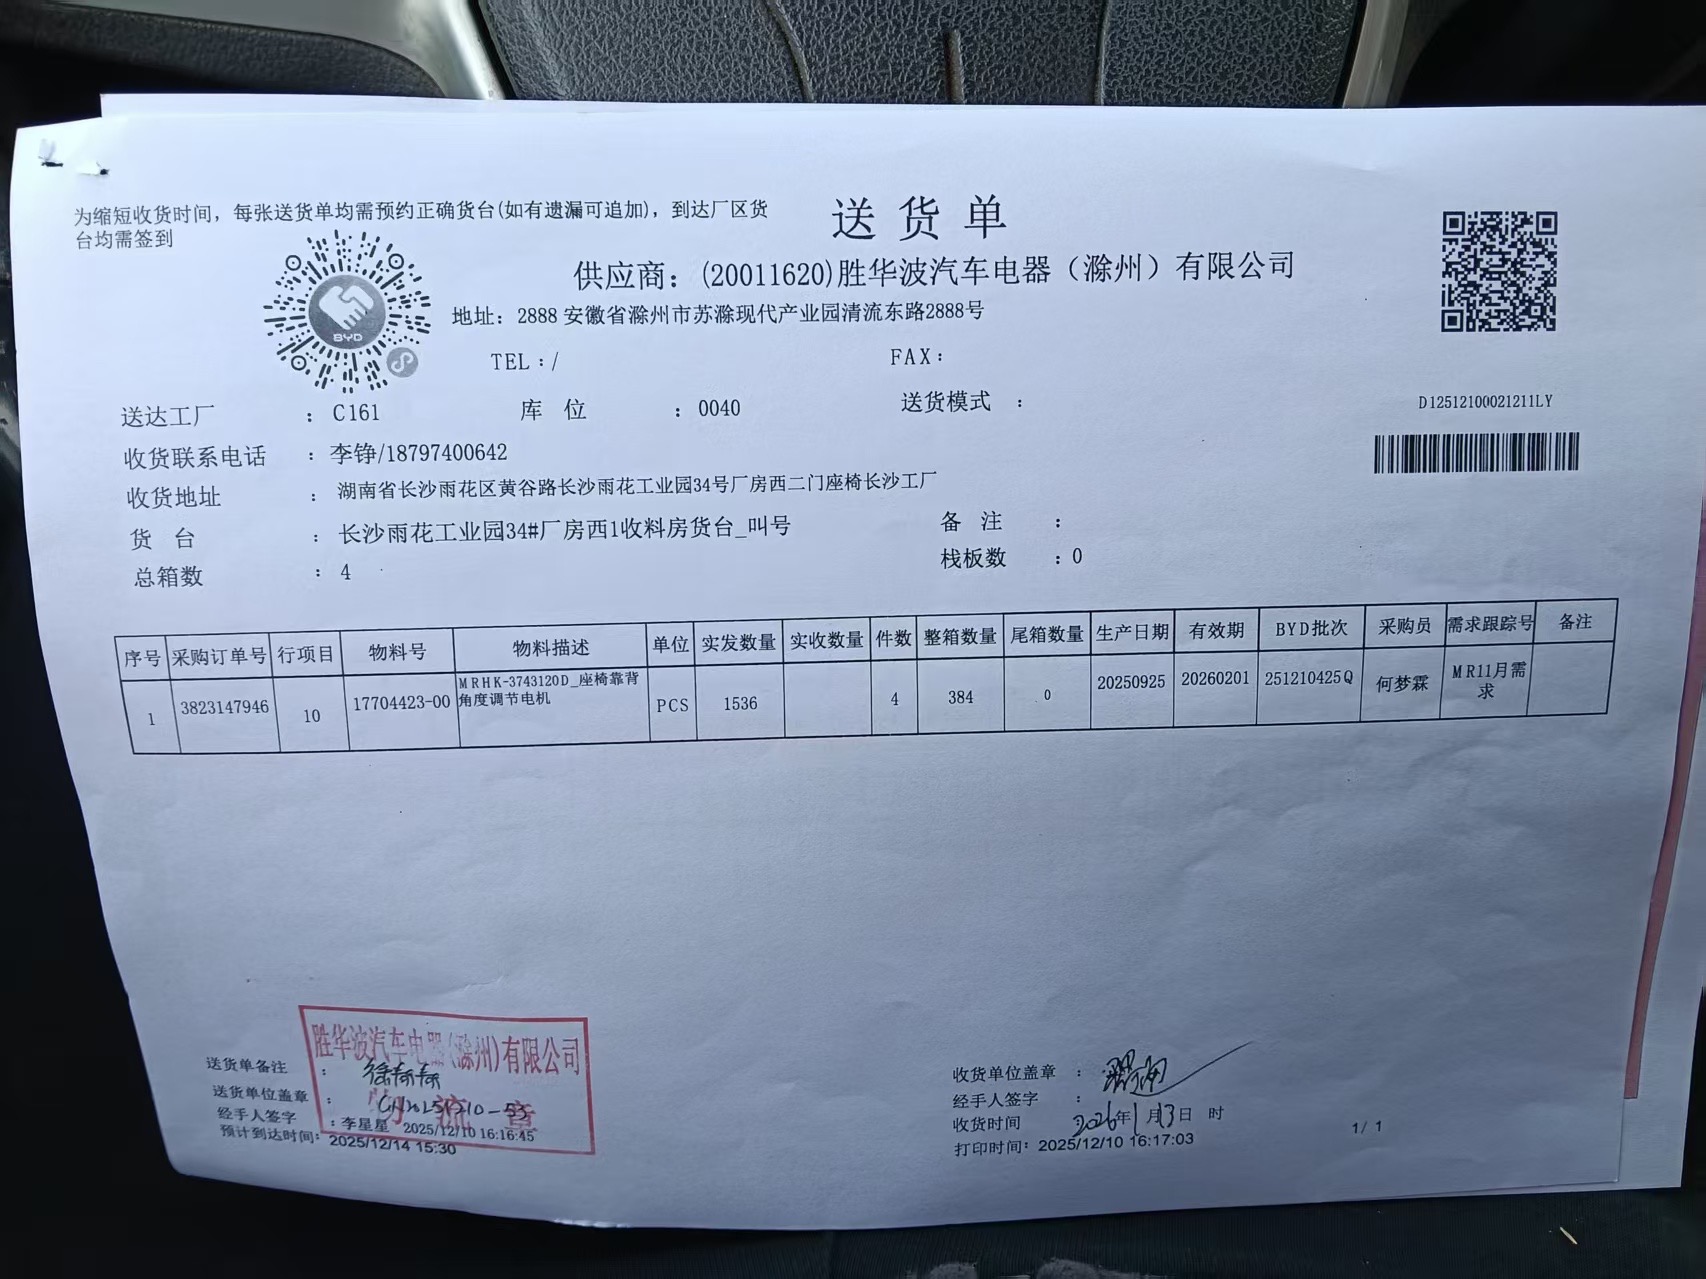 为缩短收货时间，每张送货单均需预约正确货台(如有遗漏可追加)，到达厂区货
台均需签到
送货单
供应商：(20011620)胜华波汽车电器（滁州）有限公司
地址：2888 安徽省滁州市苏滁现代产业园清流东路2888号
BYD
TEL：/ FAX：
送达工厂 ：C161 库 位 ：0040 送货模式 ：
D12512100021211LY
收货联系电话 ：李铮/18797400642
收货地址 ：湖南省长沙雨花区黄谷路长沙雨花工业园34号厂房西二门座椅长沙工厂
货 台 ：长沙雨花工业园34#厂房西1收料房货台_叫号 备 注 ：
总箱数 ：4 栈板数 ：0
序号 采购订单号 行项目 物料号 物料描述 单位 实发数量 实收数量 件数 整箱数量 尾箱数量 生产日期 有效期 BYD批次 采购员 需求跟踪号 备注
1 3823147946 10 17704423-00 MRHK-3743120D_座椅靠背 PCS 1536 4 384 0 20250925 20260201 251210425Q 何梦霖 MR11月需
角度调节电机 求
胜华波汽车电器(滁州)有限公司
物流章
送货单备注 ：
送货单位盖章 ：
经手人签字 ：李星星 2025/12/10 16:16:45
预计到达时间：2025/12/14 15:30
收货单位盖章 ：
经手人签字 ：
收货时间 2026年1月13日 时
打印时间：2025/12/10 16:17:03
1/ 1